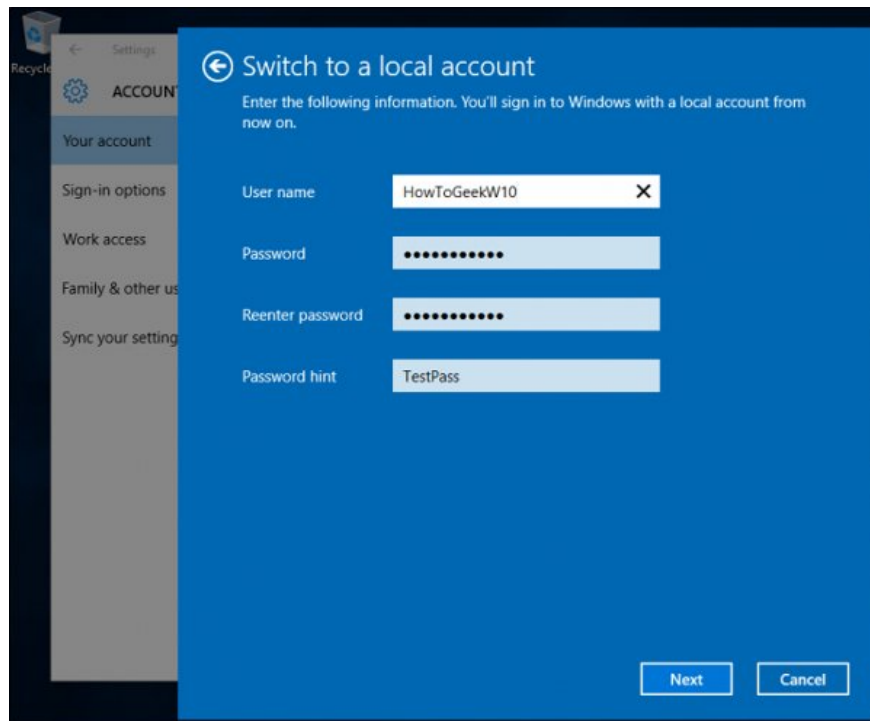 Recycle
Settings
ACCOUN
Your account
Sign-in options
Work access
Family & other us
Sync your setting
Switch to a local account
Enter the following information. You'll sign in to Windows with a local account from
now on.
User name
HowToGeekW10
Password
•••••••••••
Reenter password
•••••••••••
Password hint
TestPass
Next
Cancel